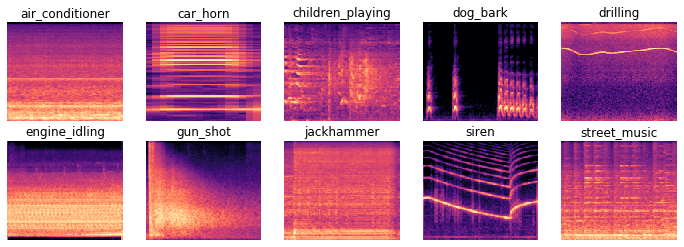 air_conditioner
car_horn
children_playing
dog_bark
drilling
engine_idling
gun_shot
jackhammer
siren
street_music